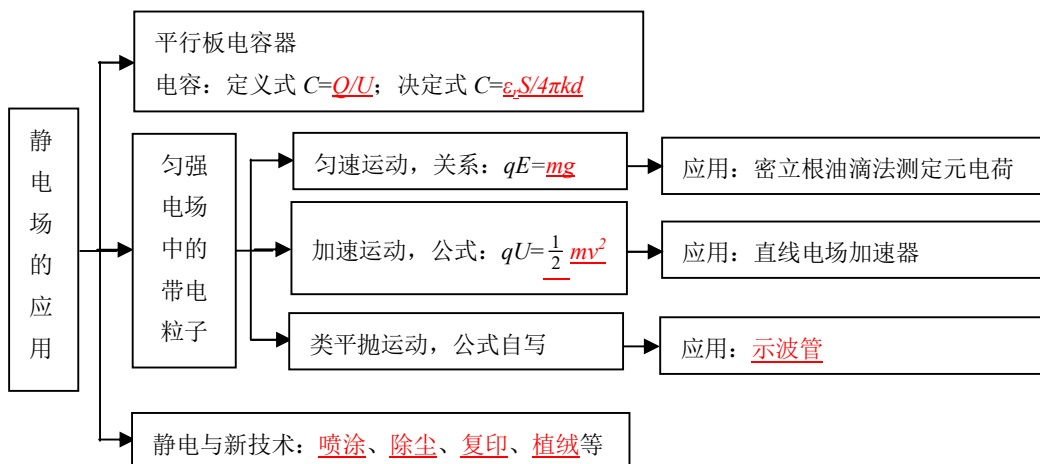 静电场的应用
平行板电容器
电容：定义式 C=Q/U；决定式 C=εrS/4πkd
匀强电场中的带电粒子
匀速运动，关系：qE=mg
应用：密立根油滴法测定元电荷
加速运动，公式：qU=1/2 mv²
应用：直线电场加速器
类平抛运动，公式自写
应用：示波管
静电与新技术：喷涂、除尘、复印、植绒等